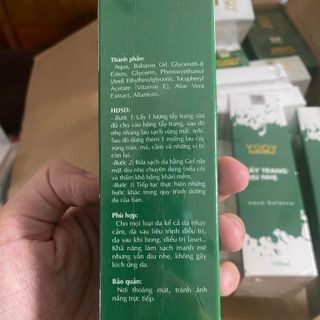 Thành phần:
Aqua, Babassu Oil Glycereth-8
Esters, Glycerin, Phenoxyethanol
(And) Ethylhexylglycerin, Tocopheryl
Acetate (Vitamin E), Aloe Vera
Extract, Allantoin.
HDSD:
- Bước 1: Lấy 1 lượng tẩy trang vừa
đủ cho vào bông tẩy trang, sau đó
nhẹ nhàng lau sạch vùng mắt, môi.
Sau đó dùng thêm 1 miếng lau các
vùng trán, má, cằm và những vị trí
còn lại.
- Bước 2: Rửa sạch da bằng Gel rửa
mặt dịu nhẹ chuyên dụng (nếu có)
và thấm khô bằng khăn mềm.
- Bước 3: Tiếp tục thực hiện những
bước khác trong quy trình dưỡng
da của bạn.
Phù hợp:
Cho mọi loại da kể cả da nhạy
cảm, da sau liệu trình điều trị,
da sau khi bong, điều trị laser...
Khả năng làm sạch mạnh mẽ
nhưng vẫn dịu nhẹ, không gây
kích ứng da.
Bảo quản:
Nơi thoáng mát, tránh ánh
nắng trực tiếp.
TẨY TRANG
DỊU NHẸ
aqua balance
100ml